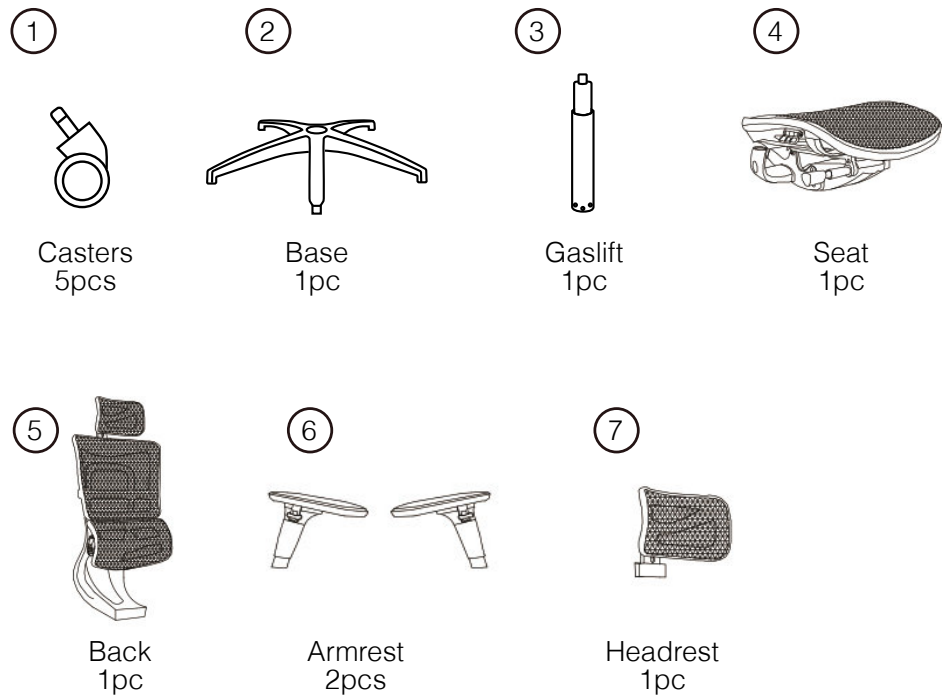 1
2
3
4
Casters
5pcs
Base
1pc
Gaslift
1pc
Seat
1pc
5
6
7
Back
1pc
Armrest
2pcs
Headrest
1pc